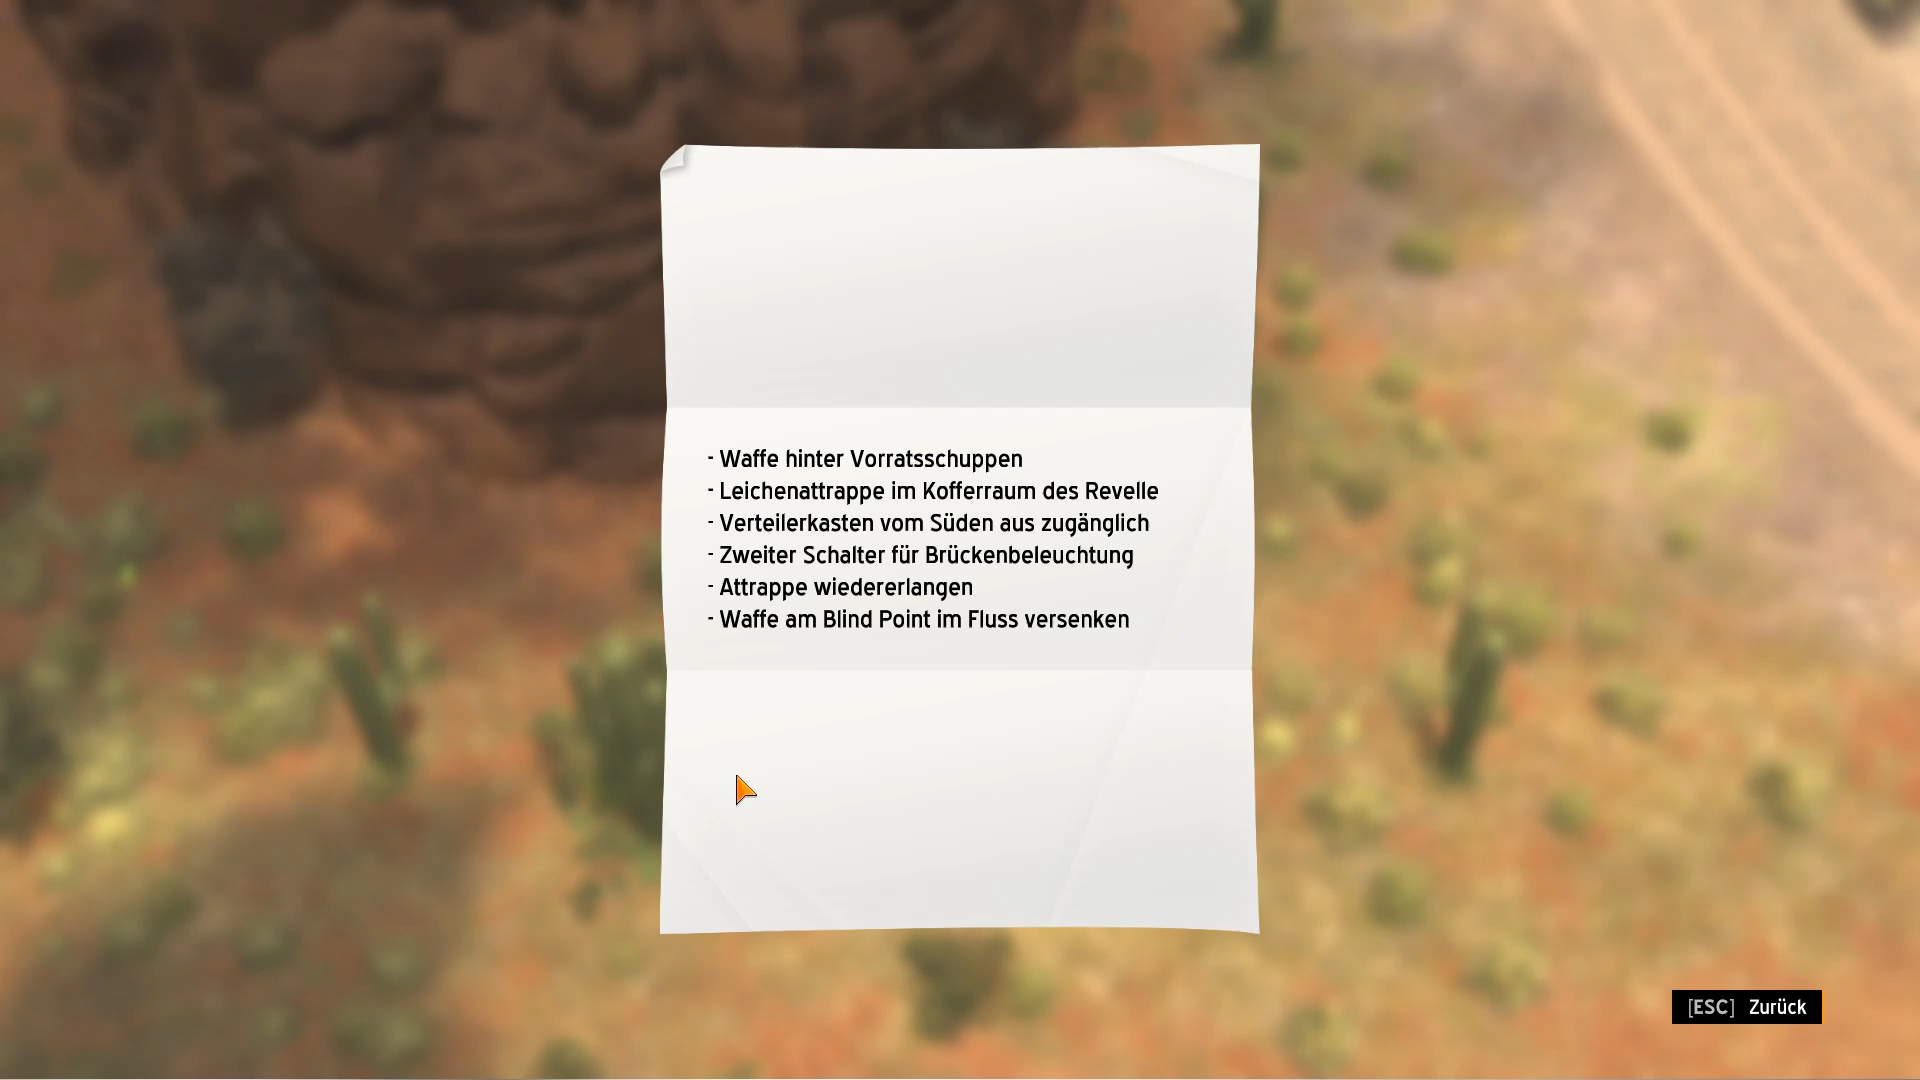 - Waffe hinter Vorratsschuppen
- Leichenattrappe im Kofferraum des Revelle
- Verteilerkasten vom Süden aus zugänglich
- Zweiter Schalter für Brückenbeleuchtung
- Attrappe wiedererlangen
- Waffe am Blind Point im Fluss versenken
[ESC] Zurück